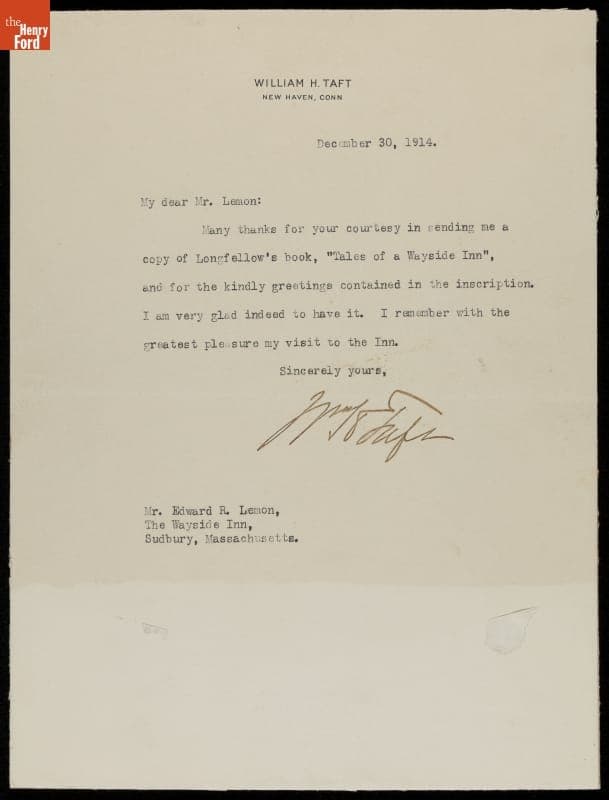 the
Henry
Ford
WILLIAM H. TAFT
NEW HAVEN, CONN
December 30, 1914.
My dear Mr. Lemon:
Many thanks for your courtesy in sending me a
copy of Longfellow's book, "Tales of a Wayside Inn",
and for the kindly greetings contained in the inscription.
I am very glad indeed to have it. I remember with the
greatest pleasure my visit to the Inn.
Sincerely yours,
Wm H Taft
Mr. Edward R. Lemon,
The Wayside Inn,
Sudbury, Massachusetts.